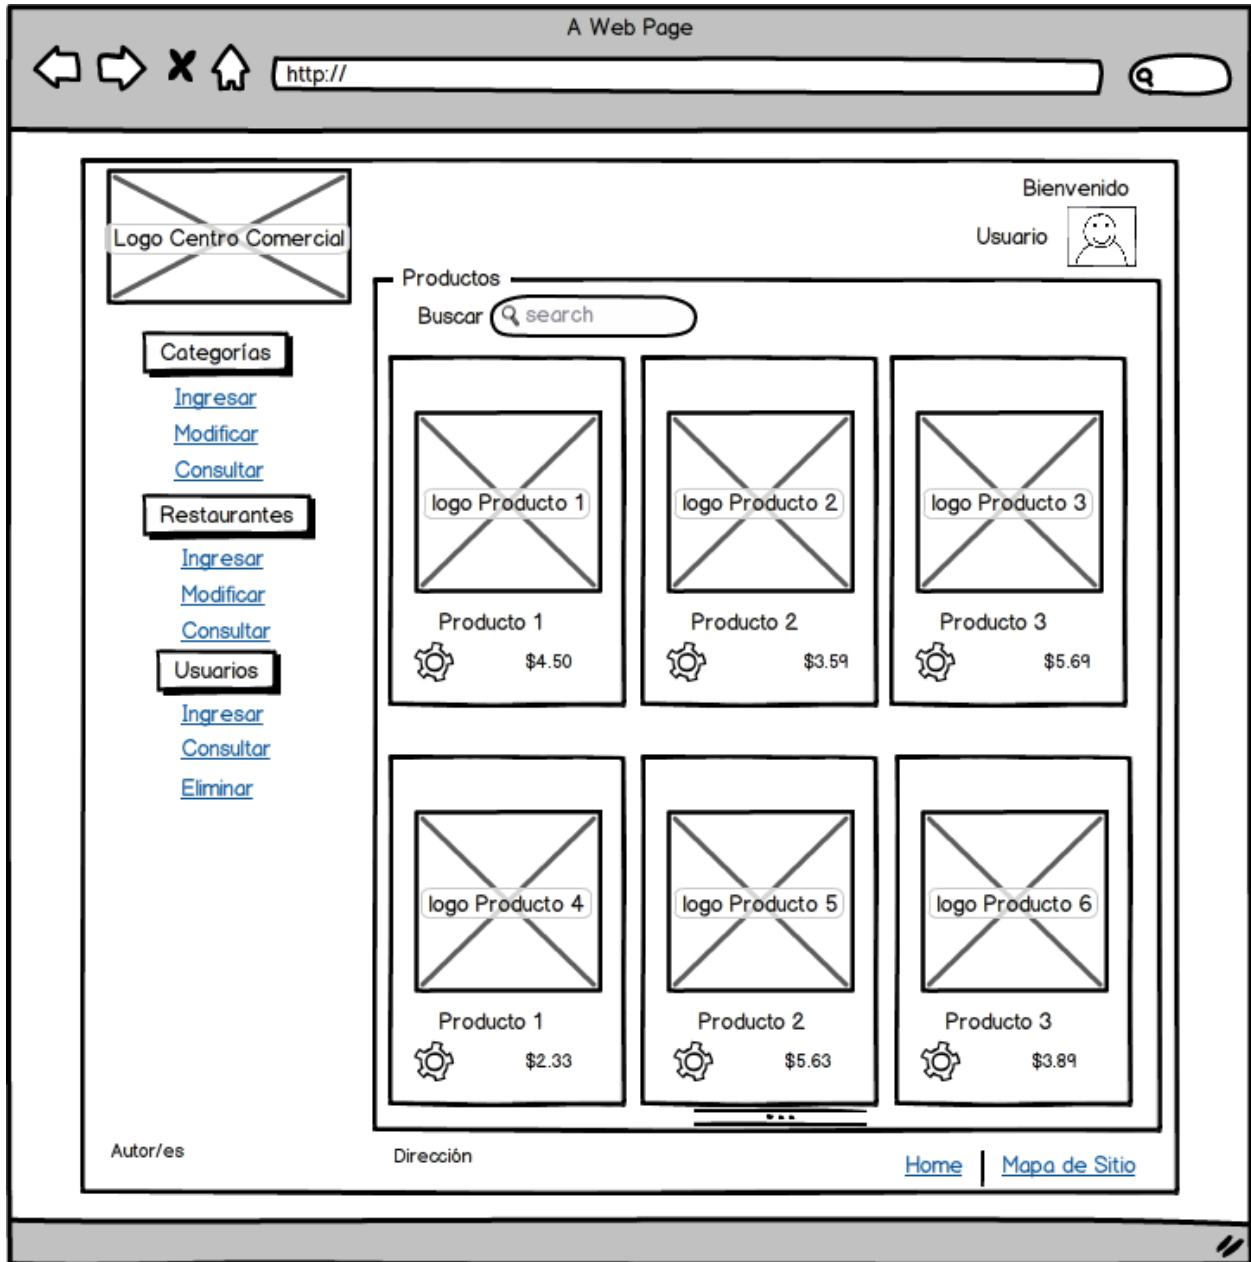 A Web Page
http://
Logo Centro Comercial
Bienvenido
Usuario
Categorías
Ingresar
Modificar
Consultar
Restaurantes
Ingresar
Modificar
Consultar
Usuarios
Ingresar
Consultar
Eliminar
Productos
Buscar search
logo Producto 1
logo Producto 2
logo Producto 3
Producto 1
Producto 2
Producto 3
$4.50
$3.59
$5.69
logo Producto 4
logo Producto 5
logo Producto 6
Producto 1
Producto 2
Producto 3
$2.33
$5.63
$3.89
...
Autor/es
Dirección
Home
Mapa de Sitio